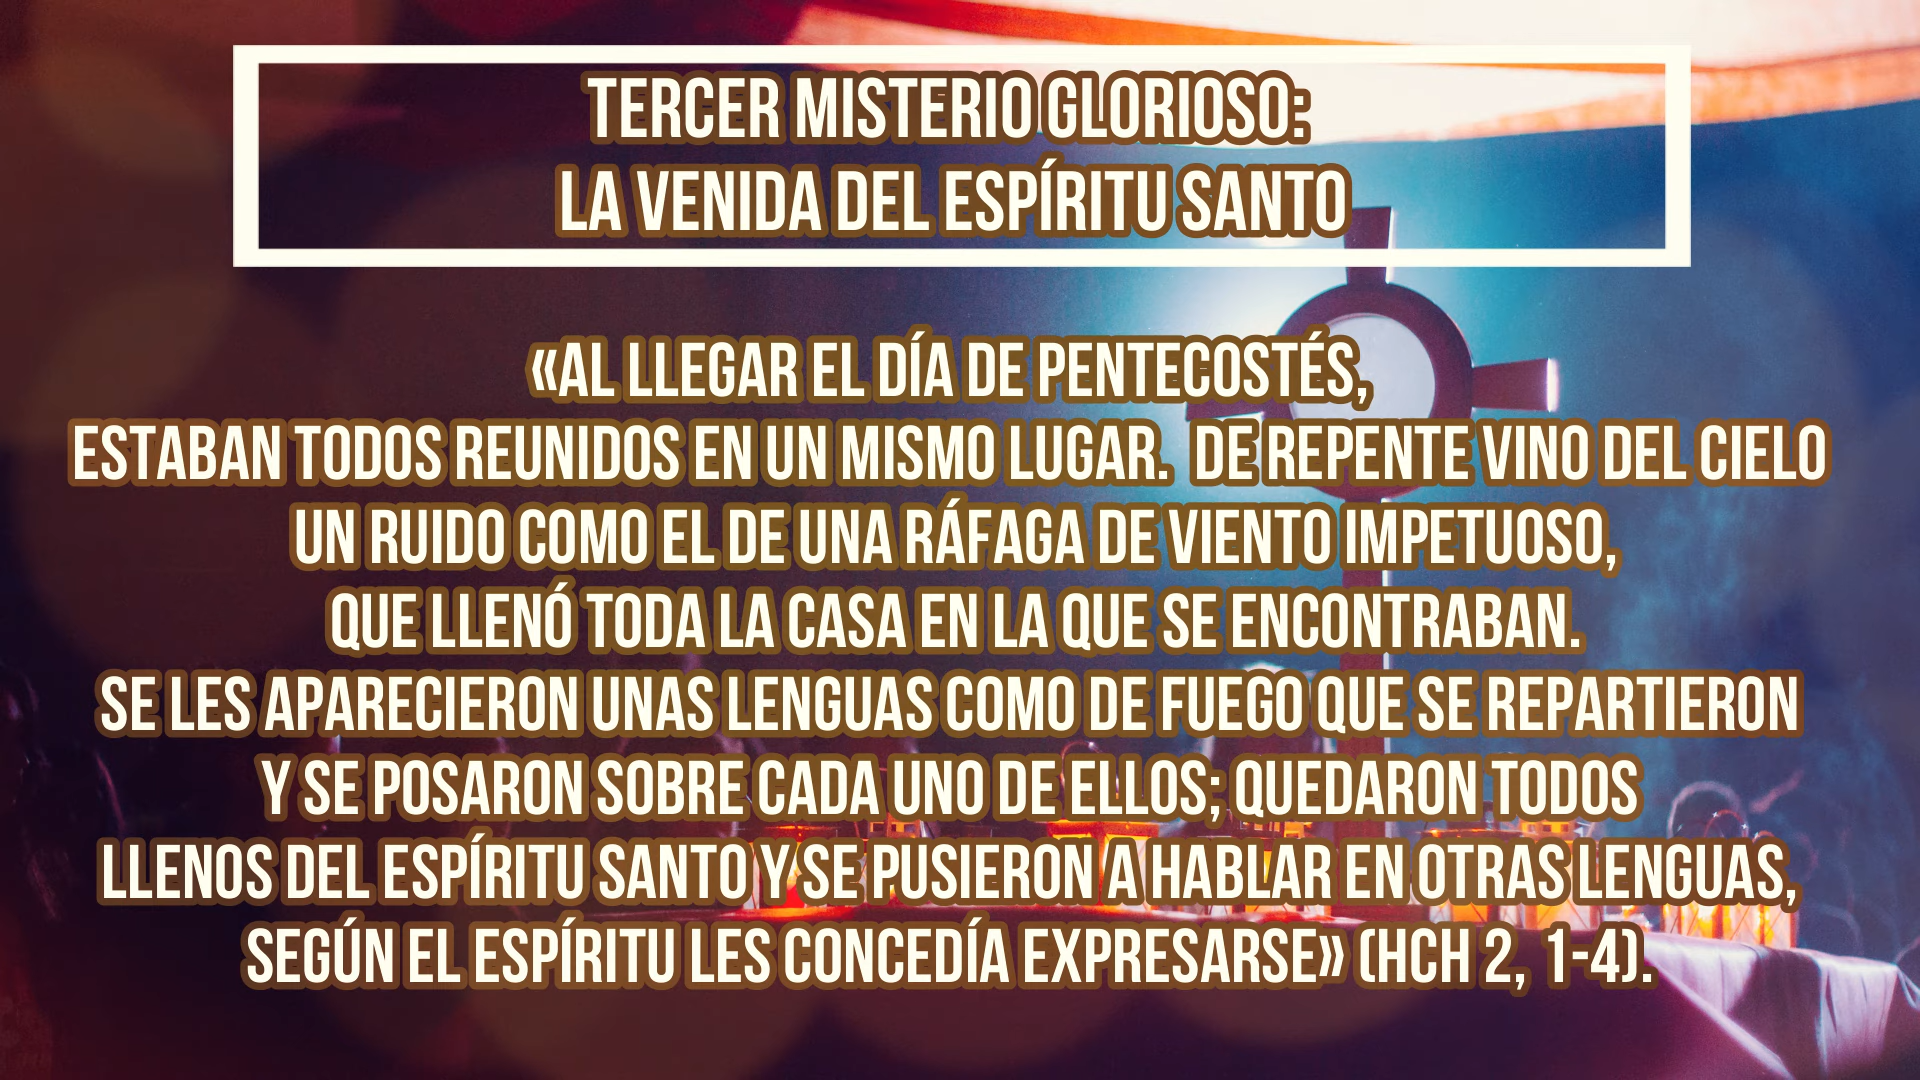 TERCER MISTERIO GLORIOSO:
LA VENIDA DEL ESPÍRITU SANTO
«AL LLEGAR EL DÍA DE PENTECOSTÉS,
ESTABAN TODOS REUNIDOS EN UN MISMO LUGAR. DE REPENTE VINO DEL CIELO
UN RUIDO COMO EL DE UNA RÁFAGA DE VIENTO IMPETUOSO,
QUE LLENÓ TODA LA CASA EN LA QUE SE ENCONTRABAN.
SE LES APARECIERON UNAS LENGUAS COMO DE FUEGO QUE SE REPARTIERON
Y SE POSARON SOBRE CADA UNO DE ELLOS; QUEDARON TODOS
LLENOS DEL ESPÍRITU SANTO Y SE PUSIERON A HABLAR EN OTRAS LENGUAS,
SEGÚN EL ESPÍRITU LES CONCEDÍA EXPRESARSE» (HCH 2, 1-4).